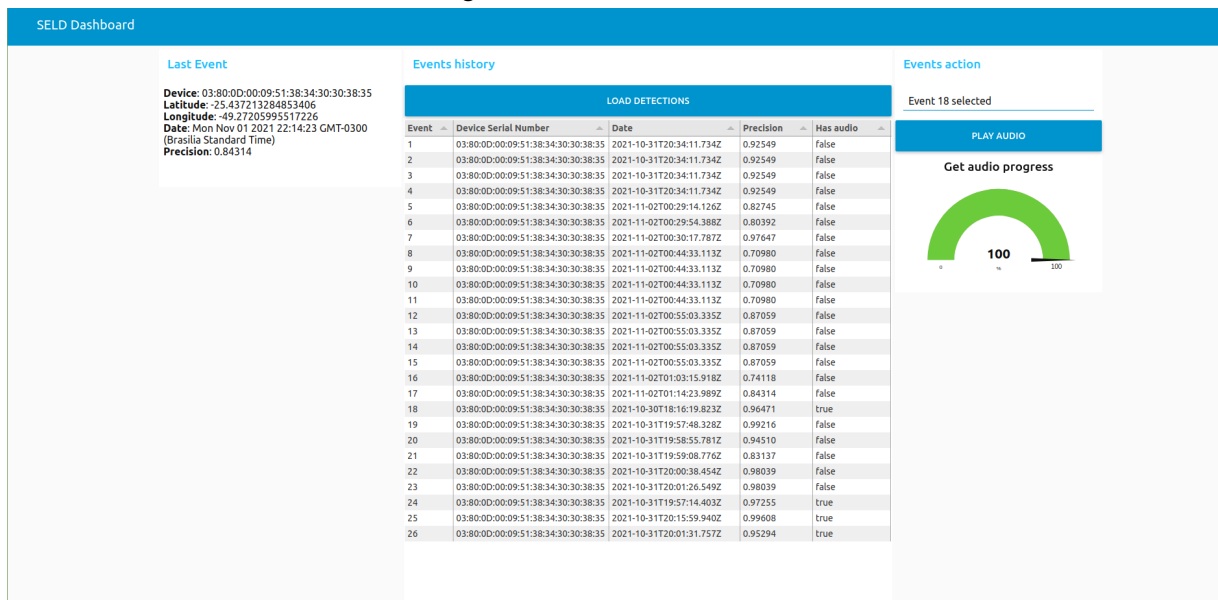 SELD Dashboard
Last Event
Device: 03:80:0D:00:09:51:38:34:30:30:38:35
Latitude: -25.437213284853406
Longitude: -49.27205995517226
Date: Mon Nov 01 2021 22:14:23 GMT-0300
(Brasilia Standard Time)
Precision: 0.84314
Events history
LOAD DETECTIONS
Event Device Serial Number Date Precision Has audio
1 03:80:0D:00:09:51:38:34:30:30:38:35 2021-10-31T20:34:11.734Z 0.92549 false
2 03:80:0D:00:09:51:38:34:30:30:38:35 2021-10-31T20:34:11.734Z 0.92549 false
3 03:80:0D:00:09:51:38:34:30:30:38:35 2021-10-31T20:34:11.734Z 0.92549 false
4 03:80:0D:00:09:51:38:34:30:30:38:35 2021-10-31T20:34:11.734Z 0.92549 false
5 03:80:0D:00:09:51:38:34:30:30:38:35 2021-11-02T00:29:14.126Z 0.82745 false
6 03:80:0D:00:09:51:38:34:30:30:38:35 2021-11-02T00:29:54.388Z 0.80392 false
7 03:80:0D:00:09:51:38:34:30:30:38:35 2021-11-02T00:30:17.787Z 0.97647 false
8 03:80:0D:00:09:51:38:34:30:30:38:35 2021-11-02T00:44:33.113Z 0.70980 false
9 03:80:0D:00:09:51:38:34:30:30:38:35 2021-11-02T00:44:33.113Z 0.70980 false
10 03:80:0D:00:09:51:38:34:30:30:38:35 2021-11-02T00:44:33.113Z 0.70980 false
11 03:80:0D:00:09:51:38:34:30:30:38:35 2021-11-02T00:44:33.113Z 0.70980 false
12 03:80:0D:00:09:51:38:34:30:30:38:35 2021-11-02T00:55:03.335Z 0.87059 false
13 03:80:0D:00:09:51:38:34:30:30:38:35 2021-11-02T00:55:03.335Z 0.87059 false
14 03:80:0D:00:09:51:38:34:30:30:38:35 2021-11-02T00:55:03.335Z 0.87059 false
15 03:80:0D:00:09:51:38:34:30:30:38:35 2021-11-02T00:55:03.335Z 0.87059 false
16 03:80:0D:00:09:51:38:34:30:30:38:35 2021-11-02T01:03:15.918Z 0.74118 false
17 03:80:0D:00:09:51:38:34:30:30:38:35 2021-11-02T01:14:23.989Z 0.84314 false
18 03:80:0D:00:09:51:38:34:30:30:38:35 2021-10-30T18:16:19.823Z 0.96471 true
19 03:80:0D:00:09:51:38:34:30:30:38:35 2021-10-31T19:57:48.328Z 0.99216 false
20 03:80:0D:00:09:51:38:34:30:30:38:35 2021-10-31T19:58:55.781Z 0.94510 false
21 03:80:0D:00:09:51:38:34:30:30:38:35 2021-10-31T19:59:08.776Z 0.83137 false
22 03:80:0D:00:09:51:38:34:30:30:38:35 2021-10-31T20:00:38.454Z 0.98039 false
23 03:80:0D:00:09:51:38:34:30:30:38:35 2021-10-31T20:01:26.549Z 0.98039 false
24 03:80:0D:00:09:51:38:34:30:30:38:35 2021-10-31T19:57:14.403Z 0.97255 true
25 03:80:0D:00:09:51:38:34:30:30:38:35 2021-10-31T20:15:59.940Z 0.99608 true
26 03:80:0D:00:09:51:38:34:30:30:38:35 2021-10-31T20:01:31.757Z 0.95294 true
Events action
Event 18 selected
PLAY AUDIO
Get audio progress
100
0 % 100